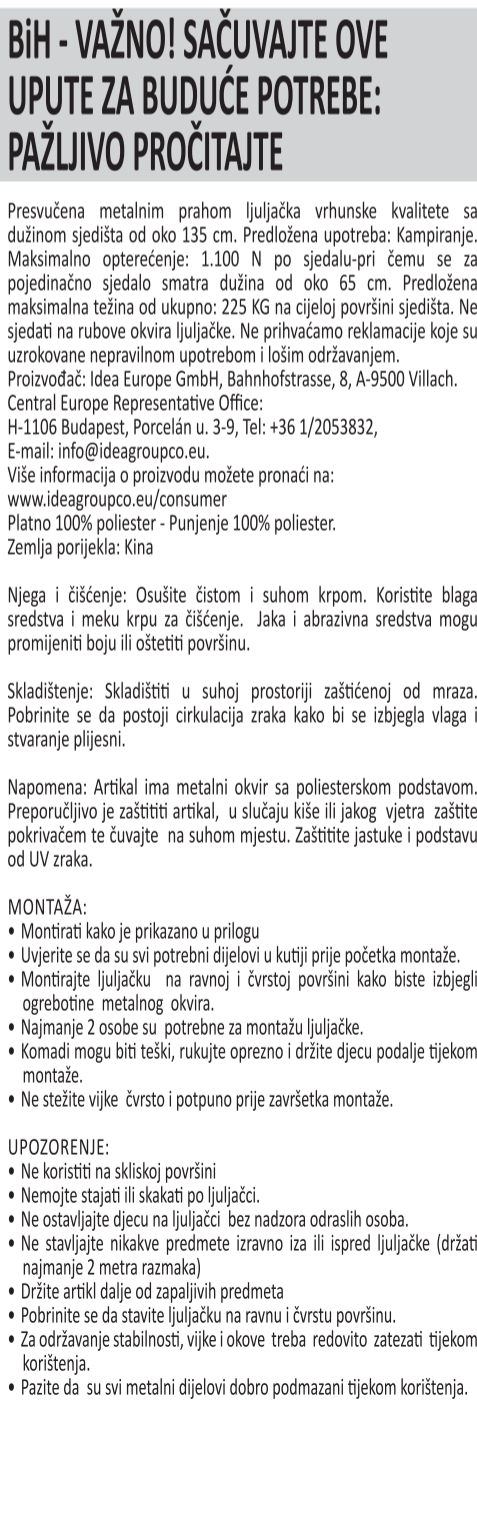 BiH - VAŽNO! SAČUVAJTE OVE
UPUTE ZA BUDUĆE POTREBE:
PAŽLJIVO PROČITAJTE
Presvučena metalnim prahom ljuljačka vrhunske kvalitete sa
dužinom sjedišta od oko 135 cm. Predložena upotreba: Kampiranje.
Maksimalno opterećenje: 1.100 N po sjedalu-pri čemu se za
pojedinačno sjedalo smatra dužina od oko 65 cm. Predložena
maksimalna težina od ukupno: 225 KG na cijeloj površini sjedišta. Ne
sjedati na rubove okvira ljuljačke. Ne prihvaćamo reklamacije koje su
uzrokovane nepravilnom upotrebom i lošim održavanjem.
Proizvođač: Idea Europe GmbH, Bahnhofstrasse, 8, A-9500 Villach.
Central Europe Representative Office:
H-1106 Budapest, Porcelán u. 3-9, Tel: +36 1/2053832,
E-mail: info@ideagroupco.eu.
Više informacija o proizvodu možete pronaći na:
www.ideagroupco.eu/consumer
Platno 100% poliester - Punjenje 100% poliester.
Zemlja porijekla: Kina
Njega i čišćenje: Osušite čistom i suhom krpom. Koristite blaga
sredstva i meku krpu za čišćenje. Jaka i abrazivna sredstva mogu
promijeniti boju ili oštetiti površinu.
Skladištenje: Skladištiti u suhoj prostoriji zaštićenoj od mraza.
Pobrinite se da postoji cirkulacija zraka kako bi se izbjegla vlaga i
stvaranje plijesni.
Napomena: Artikal ima metalni okvir sa poliesterskom podstavom.
Preporučljivo je zaštititi artikal, u slučaju kiše ili jakog vjetra zaštite
pokrivačem te čuvajte na suhom mjestu. Zaštitite jastuke i podstavu
od UV zraka.
MONTAŽA:
• Montirati kako je prikazano u prilogu
• Uvjerite se da su svi potrebni dijelovi u kutiji prije početka montaže.
• Montirajte ljuljačku na ravnoj i čvrstoj površini kako biste izbjegli
ogrebotine metalnog okvira.
• Najmanje 2 osobe su potrebne za montažu ljuljačke.
• Komadi mogu biti teški, rukujte oprezno i držite djecu podalje tijekom
montaže.
• Ne stežite vijke čvrsto i potpuno prije završetka montaže.
UPOZORENJE:
• Ne koristiti na skliskoj površini
• Nemojte stajati ili skakati po ljuljačci.
• Ne ostavljajte djecu na ljuljačci bez nadzora odraslih osoba.
• Ne stavljajte nikakve predmete izravno iza ili ispred ljuljačke (držati
najmanje 2 metra razmaka)
• Držite artikl dalje od zapaljivih predmeta
• Pobrinite se da stavite ljuljačku na ravnu i čvrstu površinu.
• Za održavanje stabilnosti, vijke i okove treba redovito zatezati tijekom
korištenja.
• Pazite da su svi metalni dijelovi dobro podmazani tijekom korištenja.